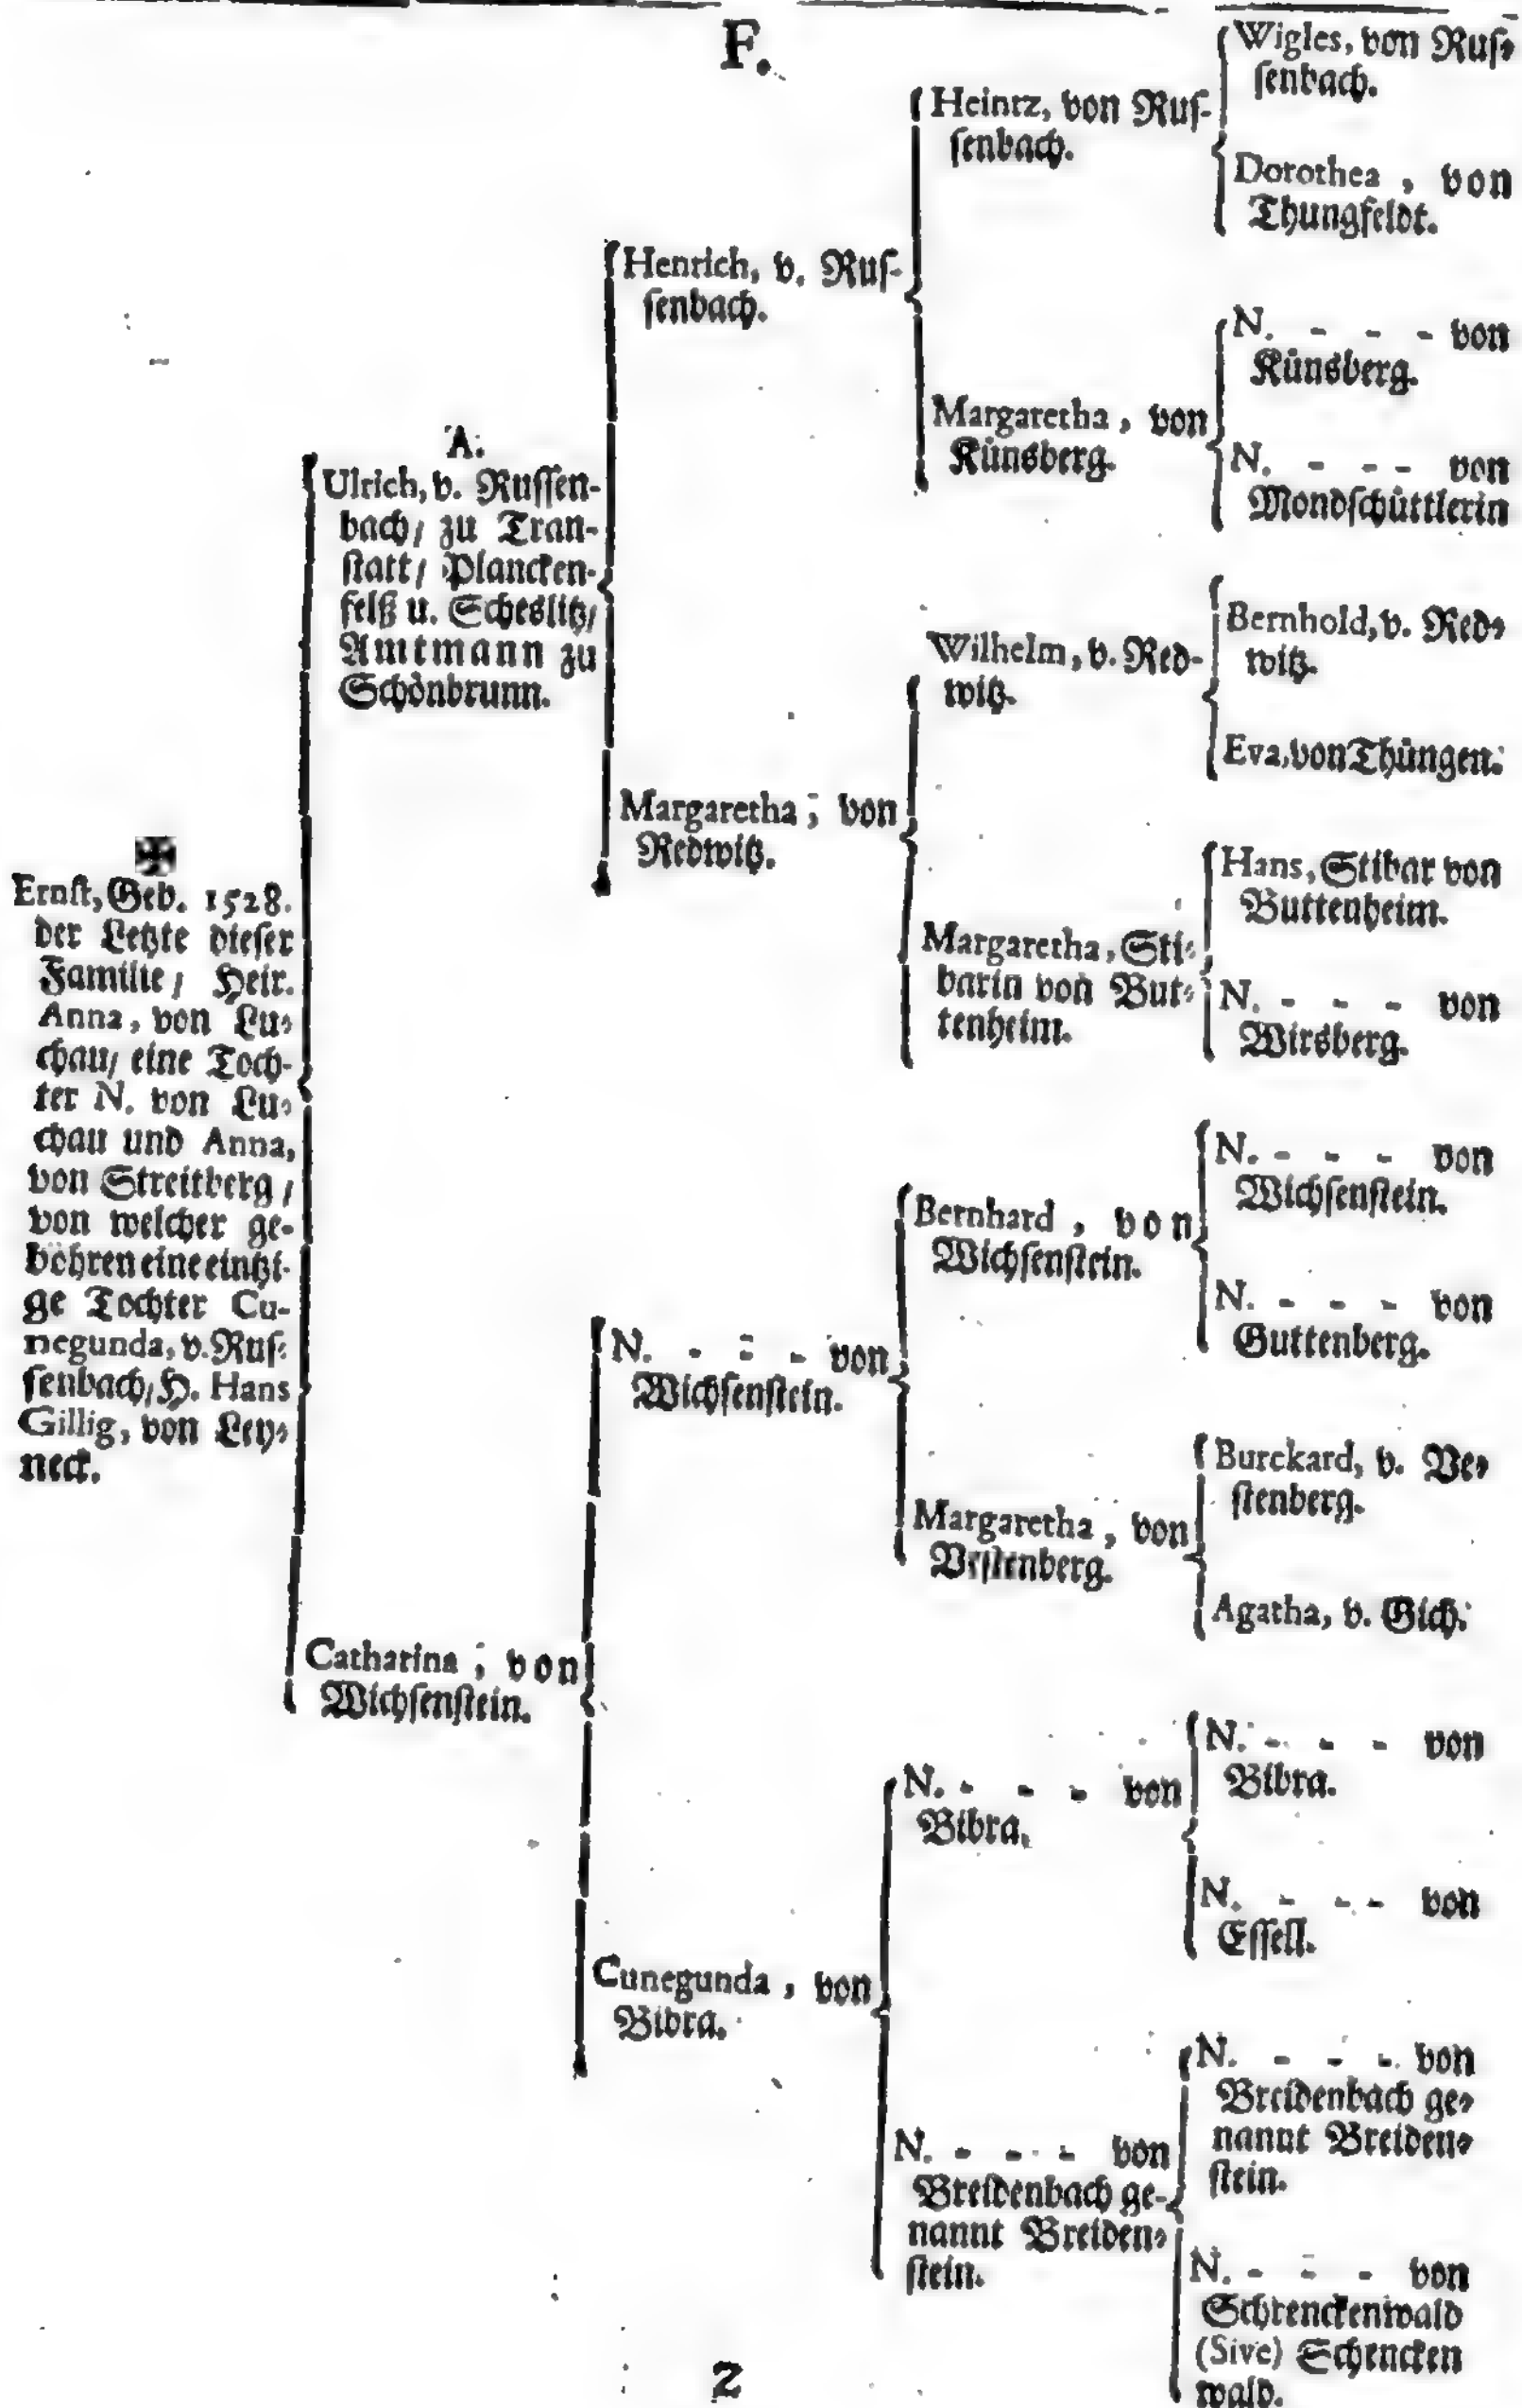 F.
✠
Ernst, Geb. 1528.
der Letzte dieser
Familie / Heir.
Anna, von Lu-
chau / eine Toch-
ter N. von Lu-
chau und Anna,
von Streitberg /
von welcher ge-
böhren eine eintzi-
ge Tochter Cu-
negunda, v. Rus-
senbach / H. Hans
Gillig, von Ley-
neck.
A.
Ulrich, v. Russen-
bach / zu Tran-
statt / Plancken-
felß u. Scheslitz /
Amtmann zu
Schönbrunn.
Catharina, von
Wichsenstein.
Henrich, v. Rus-
senbach.
Margaretha, von
Redwitz.
N. - - - von
Wichsenstein.
Cunegunda, von
Bibra.
Heintz, von Rus-
senbach.
Margaretha, von
Künsberg.
Wilhelm, v. Red-
witz.
Margaretha, Sti-
barin von But-
tenheim.
Bernhard, von
Wichsenstein.
Margaretha, von
Vestenberg.
N. - - - von
Bibra.
N. - - - von
Breidenbach ge-
nannt Breiden-
stein.
Wigles, von Rus-
senbach.
Dorothea, von
Thungfeldt.
N. - - - von
Künsberg.
N. - - - von
Mondschüttlerin
Bernhold, v. Red-
witz.
Eva, von Thüngen.
Hans, Stibar von
Buttenheim.
N. - - - von
Wirsberg.
N. - - - von
Wichsenstein.
N. - - - von
Guttenberg.
Burckard, v. Ve-
stenberg.
Agatha, v. Gich.
N. - - - von
Bibra.
N. - - - von
Essell.
N. - - - von
Breidenbach ge-
nannt Breiden-
stein.
N. - - - von
Schrenckenwald
(Sive) Schencken
wald.
2